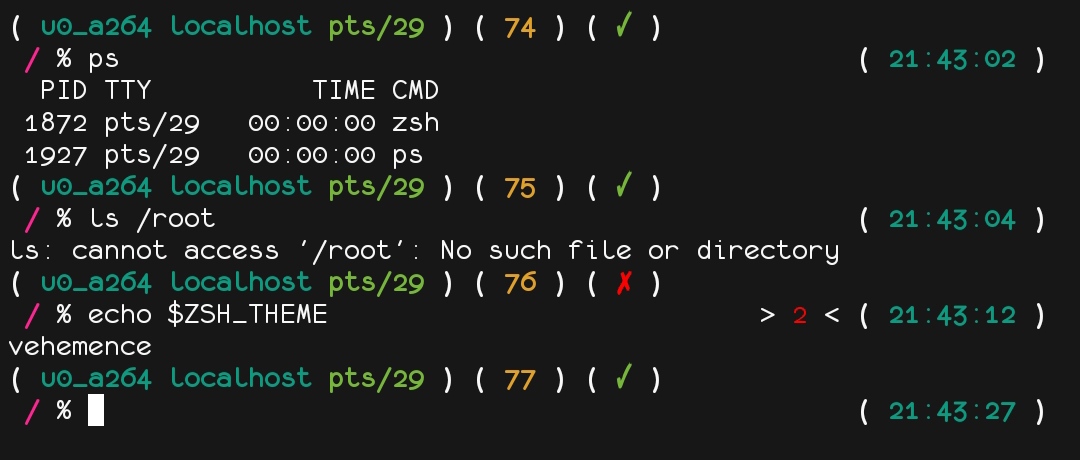 ( u0_a264 localhost pts/29 ) ( 74 ) ( ✓ )
/ % ps ( 21:43:02 )
PID TTY TIME CMD
1872 pts/29 00:00:00 zsh
1927 pts/29 00:00:00 ps
( u0_a264 localhost pts/29 ) ( 75 ) ( ✓ )
/ % ls /root ( 21:43:04 )
ls: cannot access '/root': No such file or directory
( u0_a264 localhost pts/29 ) ( 76 ) ( ✗ )
/ % echo $ZSH_THEME > 2 < ( 21:43:12 )
vehemence
( u0_a264 localhost pts/29 ) ( 77 ) ( ✓ )
/ % ( 21:43:27 )